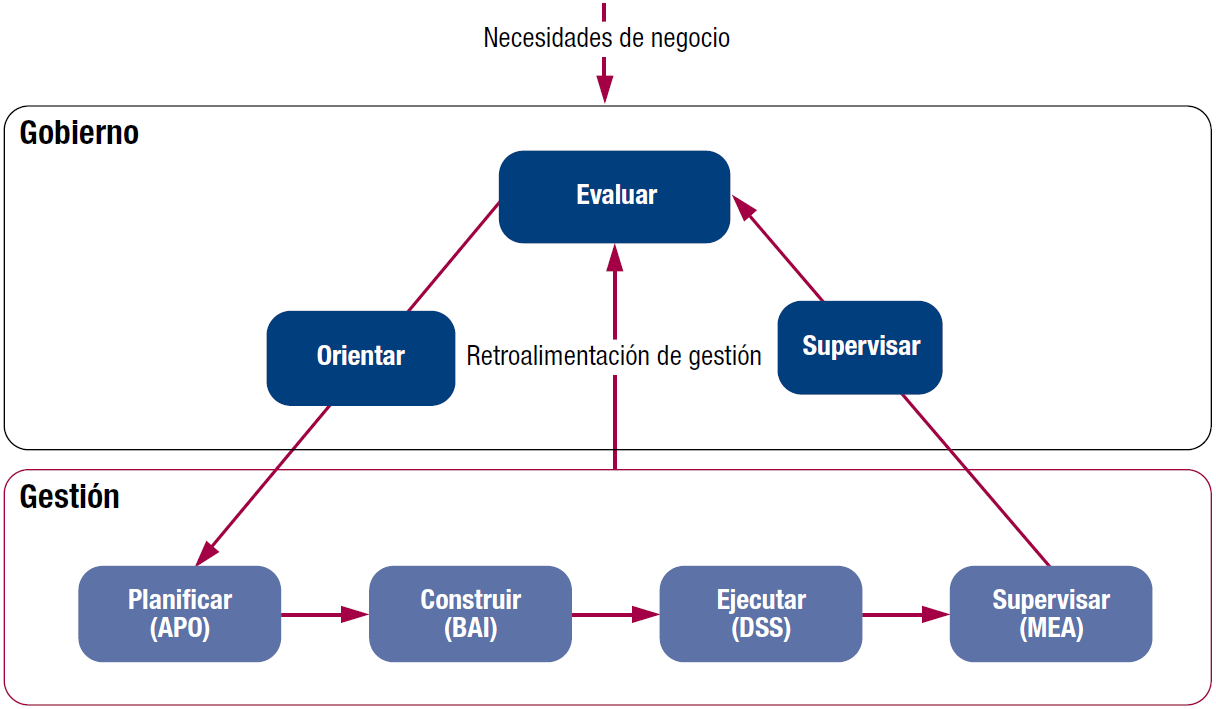 Necesidades de negocio
Gobierno
Evaluar
Orientar
Retroalimentación de gestión
Supervisar
Gestión
Planificar
(APO)
Construir
(BAI)
Ejecutar
(DSS)
Supervisar
(MEA)